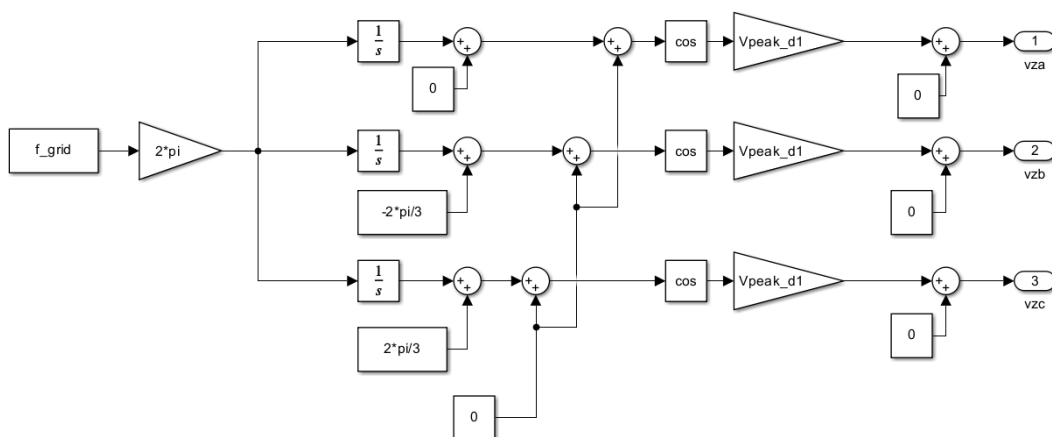 1
s
+
+
+
+
cos
Vpeak_d1
+
+
1
vza
0
0
f_grid
2*pi
1
s
+
+
+
+
cos
Vpeak_d1
+
+
2
vzb
-2*pi/3
0
1
s
+
+
+
+
cos
Vpeak_d1
+
+
3
vzc
2*pi/3
0
0